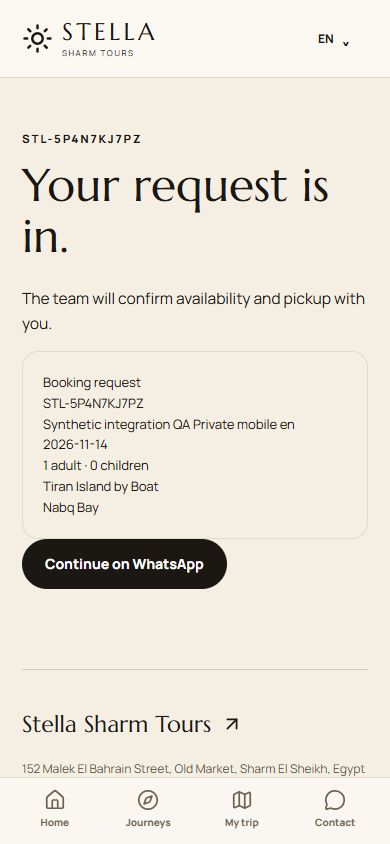 STELLA
SHARM TOURS
EN
STL-5P4N7KJ7PZ
Your request is
in.
The team will confirm availability and pickup with
you.
Booking request
STL-5P4N7KJ7PZ
Synthetic integration QA Private mobile en
2026-11-14
1 adult · 0 children
Tiran Island by Boat
Nabq Bay
Continue on WhatsApp
Stella Sharm Tours
152 Malek El Bahrain Street, Old Market, Sharm El Sheikh, Egypt
Home
Journeys
My trip
Contact